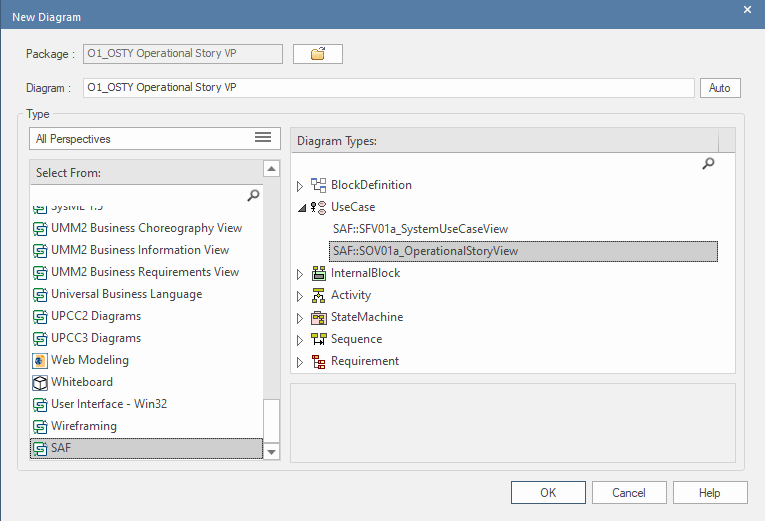 New Diagram
Package : O1_OSTY Operational Story VP
Diagram : O1_OSTY Operational Story VP Auto
Type
All Perspectives
Select From:
SysML 1.5
UMM2 Business Choreography View
UMM2 Business Information View
UMM2 Business Requirements View
Universal Business Language
UPCC2 Diagrams
UPCC3 Diagrams
Web Modeling
Whiteboard
User Interface - Win32
Wireframing
SAF
Diagram Types:
BlockDefinition
UseCase
SAF::SFV01a_SystemUseCaseView
SAF::SOV01a_OperationalStoryView
InternalBlock
Activity
StateMachine
Sequence
Requirement
OK Cancel Help